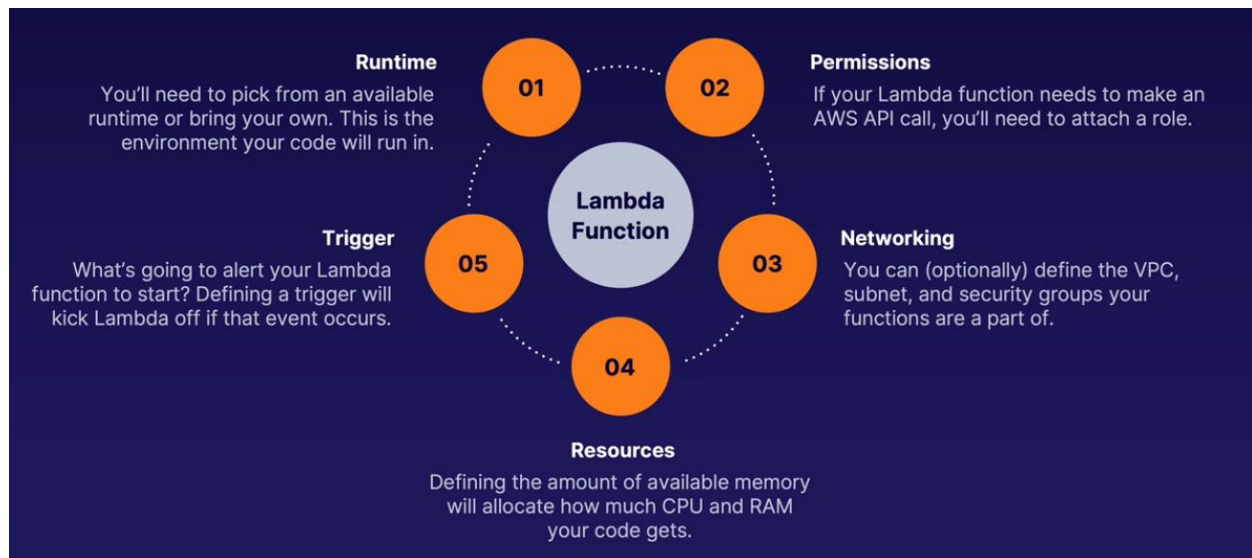 Runtime
You'll need to pick from an available
runtime or bring your own. This is the
environment your code will run in.
01
02
Permissions
If your Lambda function needs to make an
AWS API call, you'll need to attach a role.
Lambda
Function
Trigger
What's going to alert your Lambda
function to start? Defining a trigger will
kick Lambda off if that event occurs.
05
03
Networking
You can (optionally) define the VPC,
subnet, and security groups your
functions are a part of.
04
Resources
Defining the amount of available memory
will allocate how much CPU and RAM
your code gets.